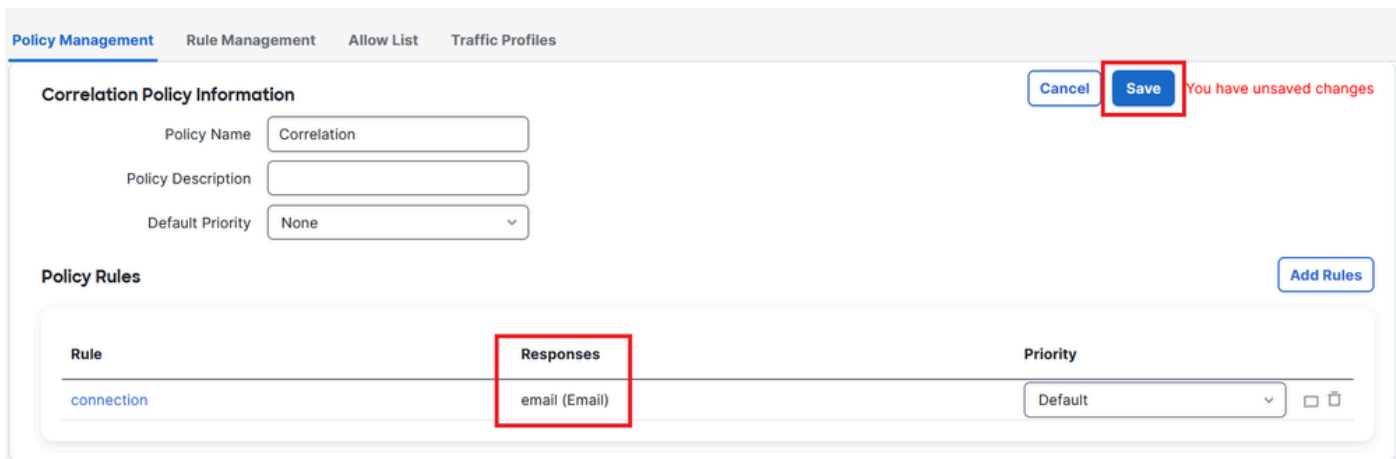 Policy Management Rule Management Allow List Traffic Profiles
Correlation Policy Information
Cancel Save You have unsaved changes
Policy Name Correlation
Policy Description
Default Priority None
Policy Rules
Add Rules
Rule Responses Priority
connection email (Email) Default